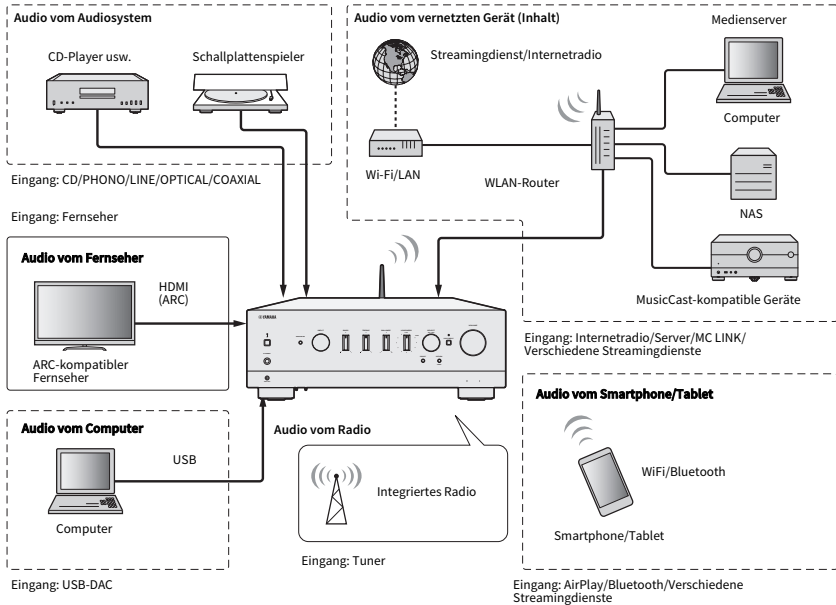 Audio vom Audiosystem
CD-Player usw.
Schallplattenspieler
Eingang: CD/PHONO/LINE/OPTICAL/COAXIAL
Eingang: Fernseher
Audio vom vernetzten Gerät (Inhalt)
Streamingdienst/Internetradio
Medienserver
Computer
Wi-Fi/LAN
WLAN-Router
NAS
MusicCast-kompatible Geräte
Eingang: Internetradio/Server/MC LINK/
Verschiedene Streamingdienste
Audio vom Fernseher
HDMI
(ARC)
ARC-kompatibler
Fernseher
YAMAHA
Audio vom Computer
USB
Computer
Eingang: USB-DAC
Audio vom Radio
Integriertes Radio
Eingang: Tuner
Audio vom Smartphone/Tablet
WiFi/Bluetooth
Smartphone/Tablet
Eingang: AirPlay/Bluetooth/Verschiedene
Streamingdienste